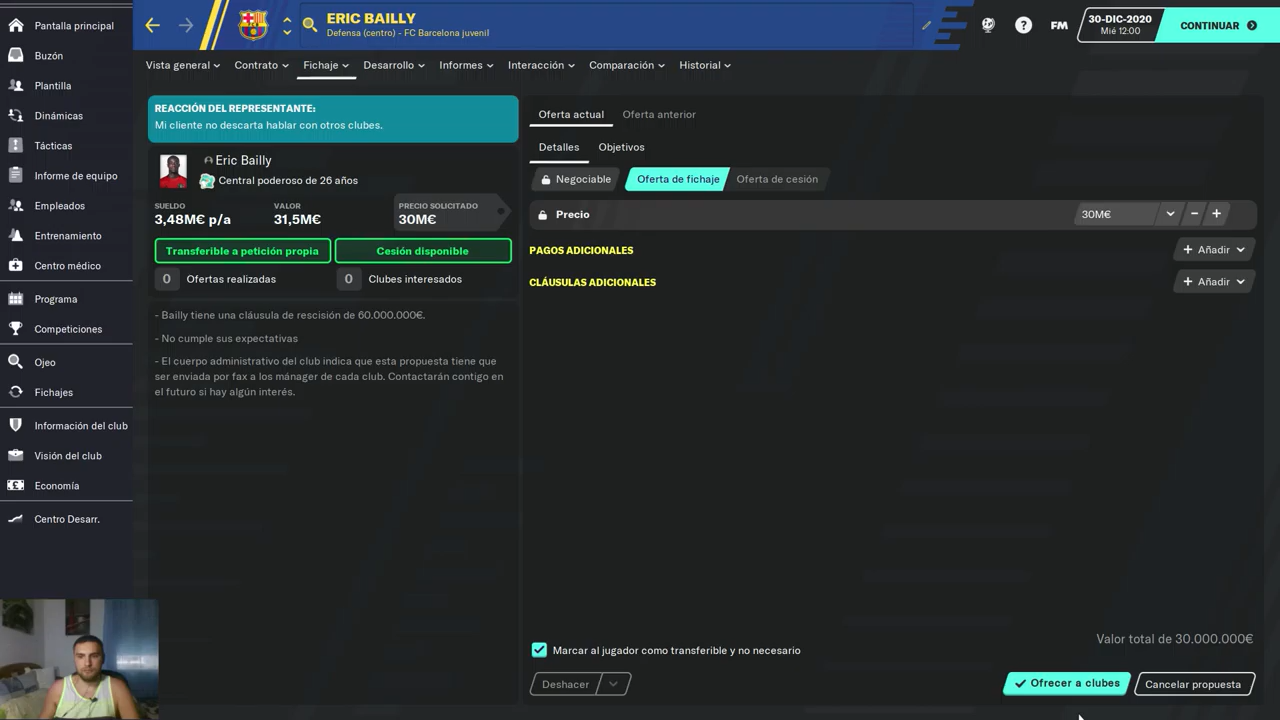 Pantalla principal
Buzón
Plantilla
Dinámicas
Tácticas
Informe de equipo
Empleados
Entrenamiento
Centro médico
Programa
Competiciones
Ojeo
Fichajes
Información del club
Visión del club
Economía
Centro Desarr.
ERIC BAILLY
Defensa (centro) - FC Barcelona juvenil
FM
30-DIC-2020
Mié 12:00
CONTINUAR
Vista general
Contrato
Fichaje
Desarrollo
Informes
Interacción
Comparación
Historial
REACCIÓN DEL REPRESENTANTE:
Mi cliente no descarta hablar con otros clubes.
Eric Bailly
Central poderoso de 26 años
SUELDO
3,48M€ p/a
VALOR
31,5M€
PRECIO SOLICITADO
30M€
Transferible a petición propia
Cesión disponible
0 Ofertas realizadas
0 Clubes interesados
- Bailly tiene una cláusula de rescisión de 60.000.000€.
- No cumple sus expectativas
- El cuerpo administrativo del club indica que esta propuesta tiene que
ser enviada por fax a los mánager de cada club. Contactarán contigo en
el futuro si hay algún interés.
Oferta actual
Oferta anterior
Detalles
Objetivos
Negociable
Oferta de fichaje
Oferta de cesión
Precio
30M€
PAGOS ADICIONALES
+ Añadir
CLÁUSULAS ADICIONALES
+ Añadir
Valor total de 30.000.000€
Marcar al jugador como transferible y no necesario
Deshacer
Ofrecer a clubes
Cancelar propuesta